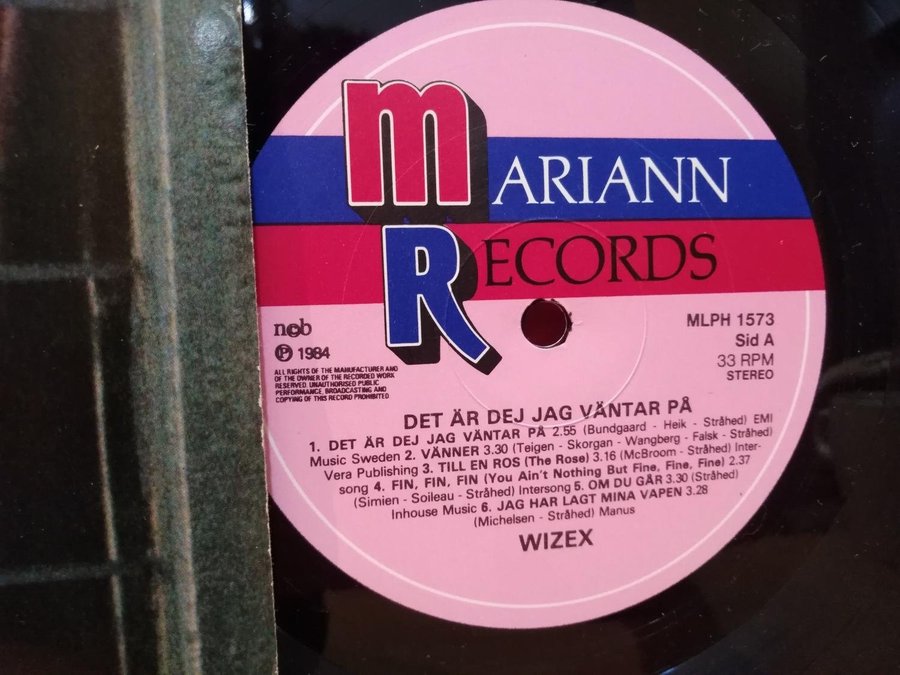 MARIANN
RECORDS
ncb
Ⓟ 1984
ALL RIGHTS OF THE MANUFACTURER AND
OF THE OWNER OF THE RECORDED WORK
RESERVED. UNAUTHORISED PUBLIC
PERFORMANCE, BROADCASTING AND
COPYING OF THIS RECORD PROHIBITED
MLPH 1573
Sid A
33 RPM
STEREO
DET ÄR DEJ JAG VÄNTAR PÅ
1. DET ÄR DEJ JAG VÄNTAR PÅ 2.55 (Bundgaard - Heik - Stråhed) EMI
Music Sweden 2. VÄNNER 3.30 (Teigen - Skorgan - Wangberg - Falsk - Stråhed)
Vera Publishing 3. TILL EN ROS (The Rose) 3.16 (McBroom - Stråhed) Inter-
song 4. FIN, FIN, FIN (You Ain't Nothing But Fine, Fine, Fine) 2.37
(Simien - Soileau - Stråhed) Intersong 5. OM DU GÅR 3.30 (Stråhed)
Inhouse Music 6. JAG HAR LAGT MINA VAPEN 3.28
(Michelsen - Stråhed) Manus
WIZEX